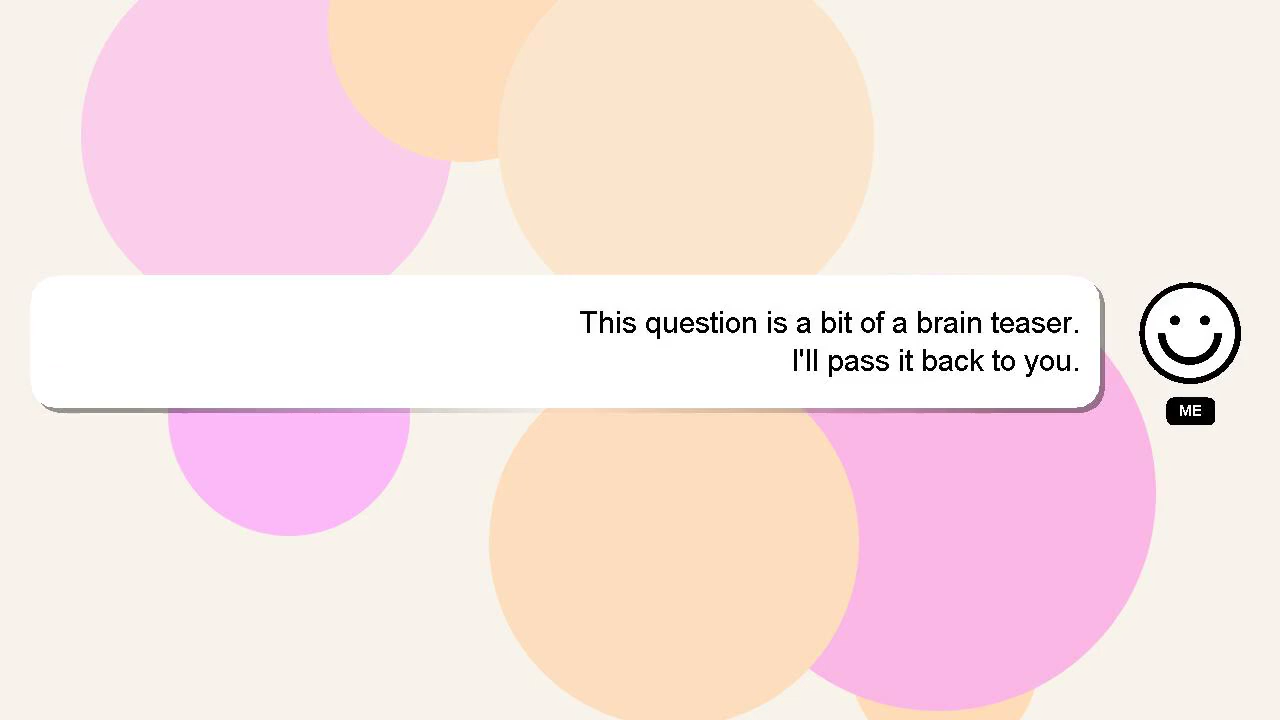 This question is a bit of a brain teaser.
I'll pass it back to you.
ME